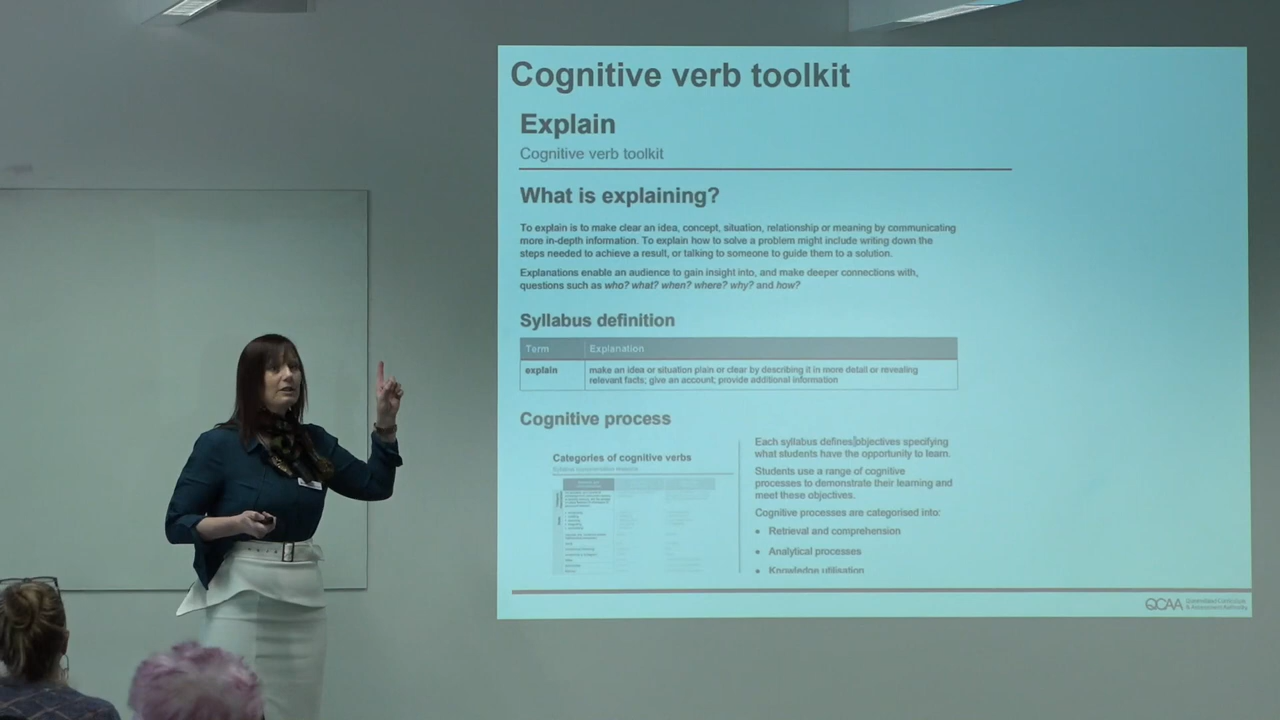 Cognitive verb toolkit
Explain
Cognitive verb toolkit
What is explaining?
To explain is to make clear an idea, concept, situation, relationship or meaning by communicating
more in-depth information. To explain how to solve a problem might include writing down the
steps needed to achieve a result, or talking to someone to guide them to a solution.
Explanations enable an audience to gain insight into, and make deeper connections with,
questions such as who? what? when? where? why? and how?
Syllabus definition
Term Explanation
explain make an idea or situation plain or clear by describing it in more detail or revealing
relevant facts; give an account; provide additional information
Cognitive process
Categories of cognitive verbs
Each syllabus defines objectives specifying
what students have the opportunity to learn.
Students use a range of cognitive
processes to demonstrate their learning and
meet these objectives.
Cognitive processes are categorised into:
• Retrieval and comprehension
• Analytical processes
• Knowledge utilisation
QCAA Queensland Curriculum
& Assessment Authority